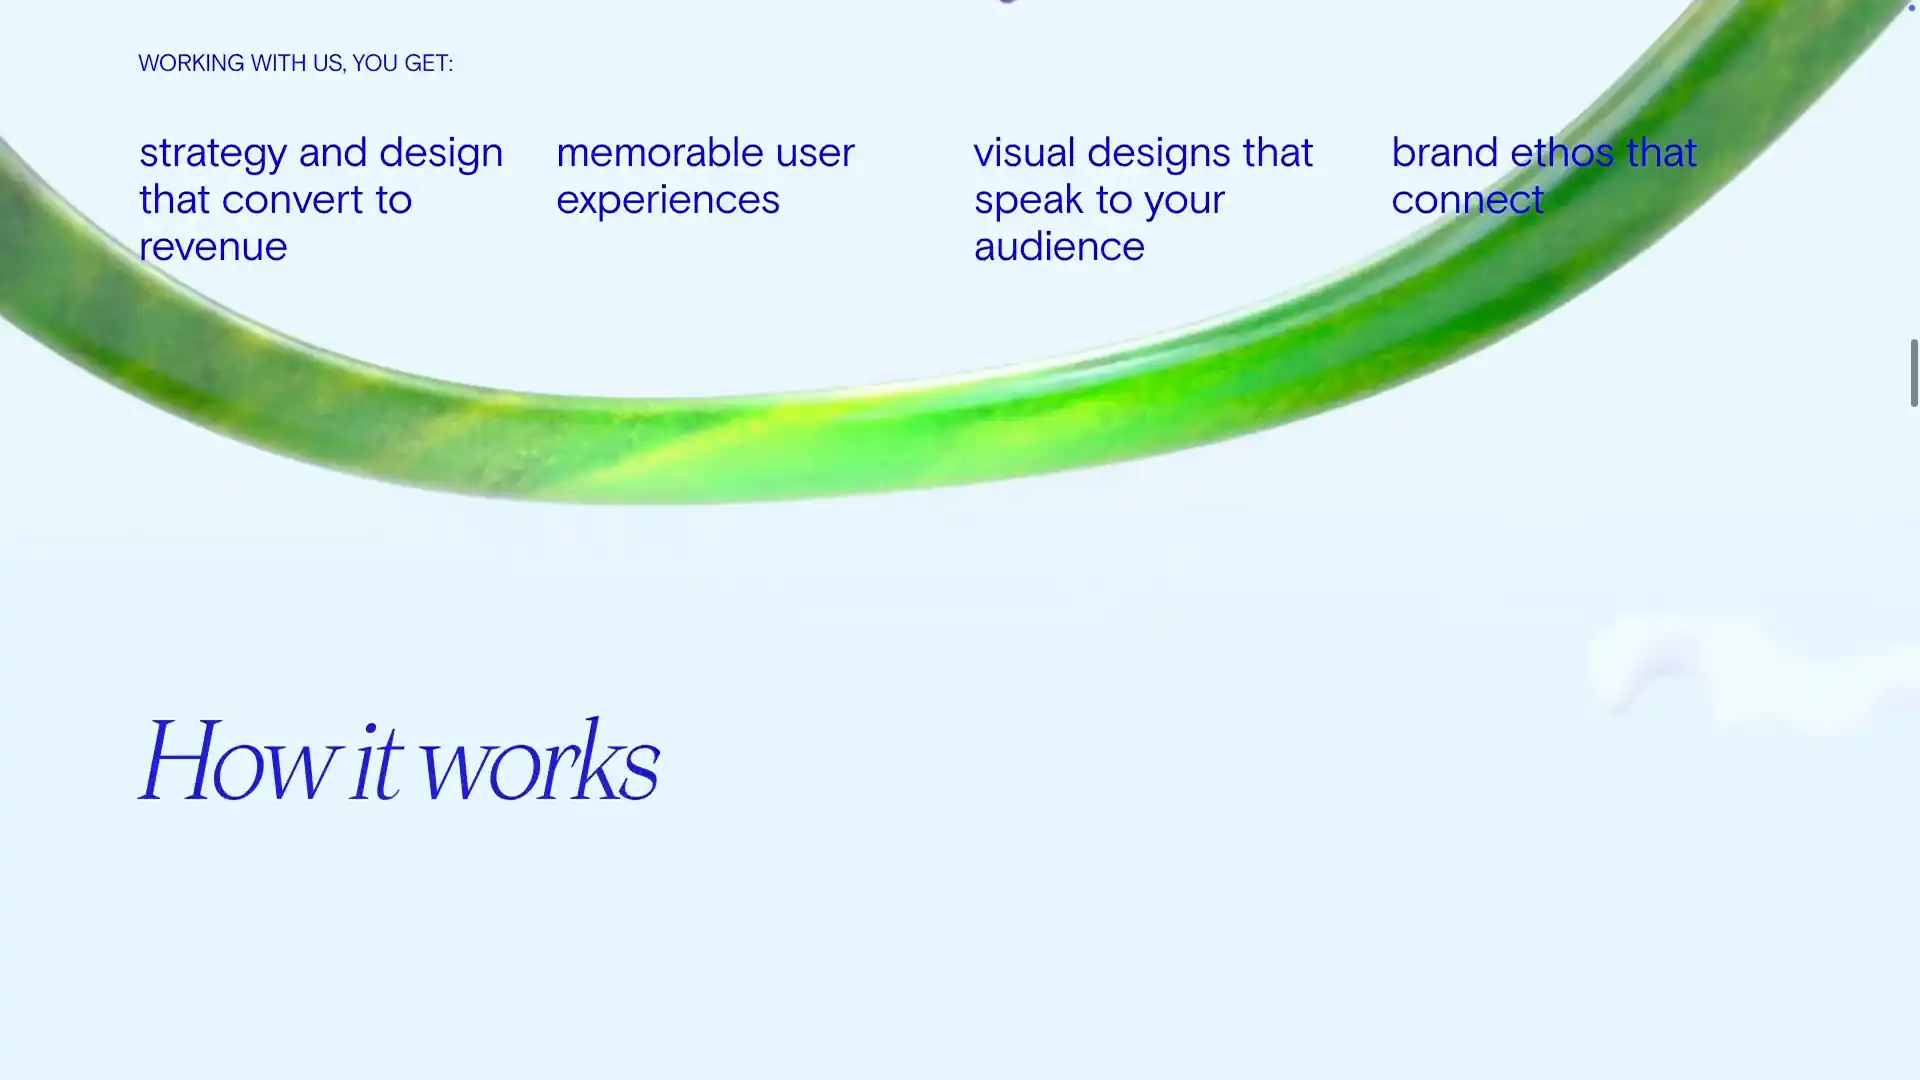 WORKING WITH US, YOU GET:
strategy and design
that convert to
revenue
memorable user
experiences
visual designs that
speak to your
audience
brand ethos that
connect
How it works